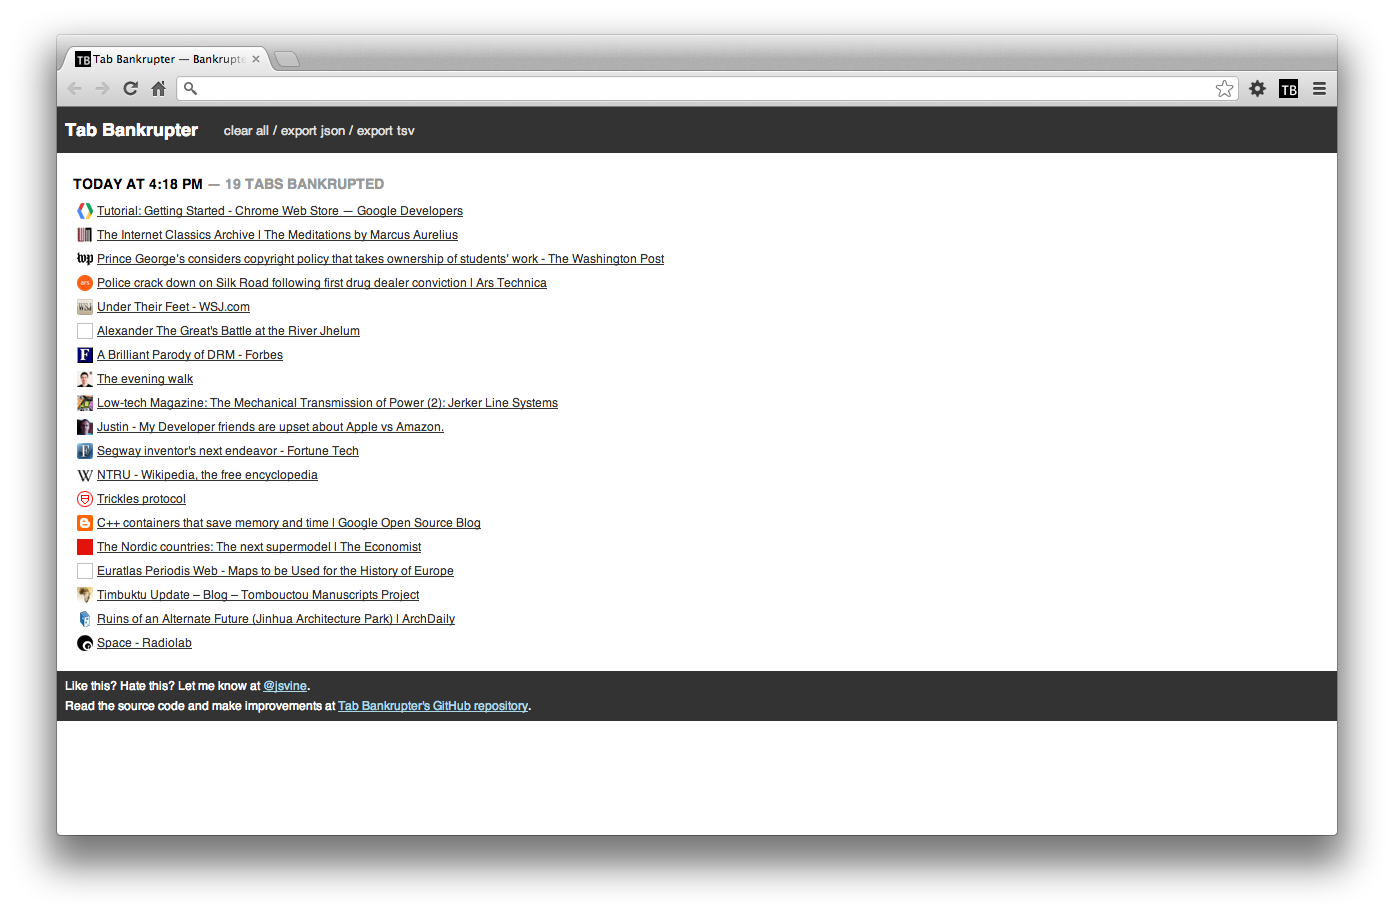 TB Tab Bankrupter — Bankrupte
TB
Tab Bankrupter clear all / export json / export tsv
TODAY AT 4:18 PM — 19 TABS BANKRUPTED
Tutorial: Getting Started - Chrome Web Store — Google Developers
The Internet Classics Archive | The Meditations by Marcus Aurelius
wp Prince George's considers copyright policy that takes ownership of students' work - The Washington Post
ars Police crack down on Silk Road following first drug dealer conviction | Ars Technica
WSJ Under Their Feet - WSJ.com
Alexander The Great's Battle at the River Jhelum
F A Brilliant Parody of DRM - Forbes
The evening walk
Low-tech Magazine: The Mechanical Transmission of Power (2): Jerker Line Systems
Justin - My Developer friends are upset about Apple vs Amazon.
F Segway inventor's next endeavor - Fortune Tech
W NTRU - Wikipedia, the free encyclopedia
Trickles protocol
C++ containers that save memory and time | Google Open Source Blog
The Nordic countries: The next supermodel | The Economist
Euratlas Periodis Web - Maps to be Used for the History of Europe
Timbuktu Update – Blog – Tombouctou Manuscripts Project
Ruins of an Alternate Future (Jinhua Architecture Park) | ArchDaily
Space - Radiolab
Like this? Hate this? Let me know at @jsvine.
Read the source code and make improvements at Tab Bankrupter's GitHub repository.